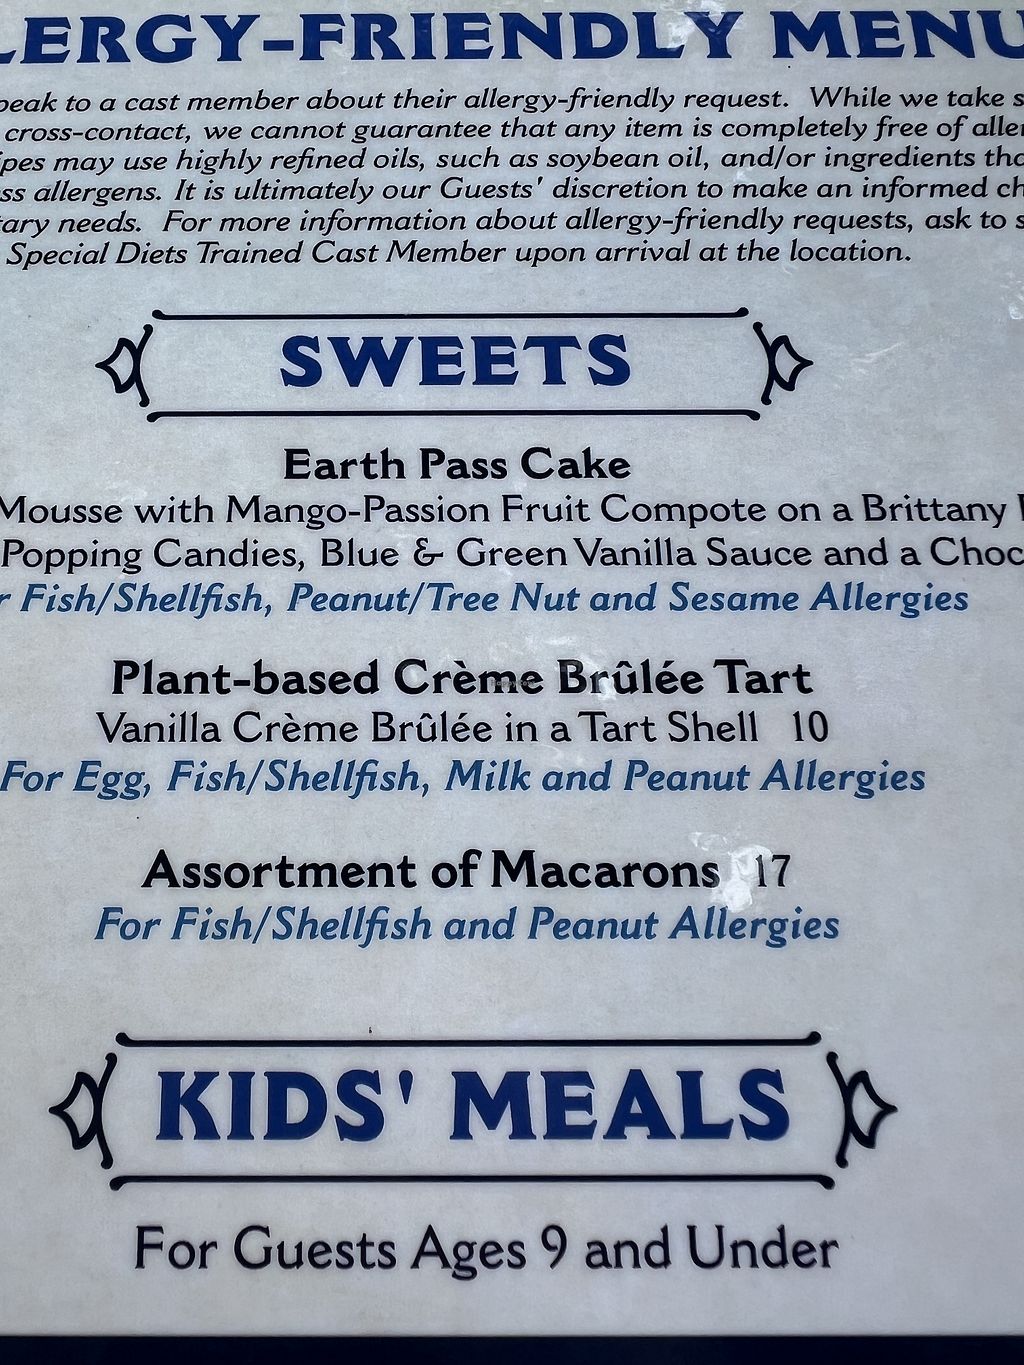 LERGY-FRIENDLY MENU
peak to a cast member about their allergy-friendly request. While we take s
cross-contact, we cannot guarantee that any item is completely free of aller
ipes may use highly refined oils, such as soybean oil, and/or ingredients tha
ss allergens. It is ultimately our Guests' discretion to make an informed ch
tary needs. For more information about allergy-friendly requests, ask to s
Special Diets Trained Cast Member upon arrival at the location.
SWEETS
Earth Pass Cake
Mousse with Mango-Passion Fruit Compote on a Brittany
Popping Candies, Blue & Green Vanilla Sauce and a Choc
r Fish/Shellfish, Peanut/Tree Nut and Sesame Allergies
Plant-based Crème Brûlée Tart
Vanilla Crème Brûlée in a Tart Shell 10
For Egg, Fish/Shellfish, Milk and Peanut Allergies
Assortment of Macarons 17
For Fish/Shellfish and Peanut Allergies
KIDS' MEALS
For Guests Ages 9 and Under